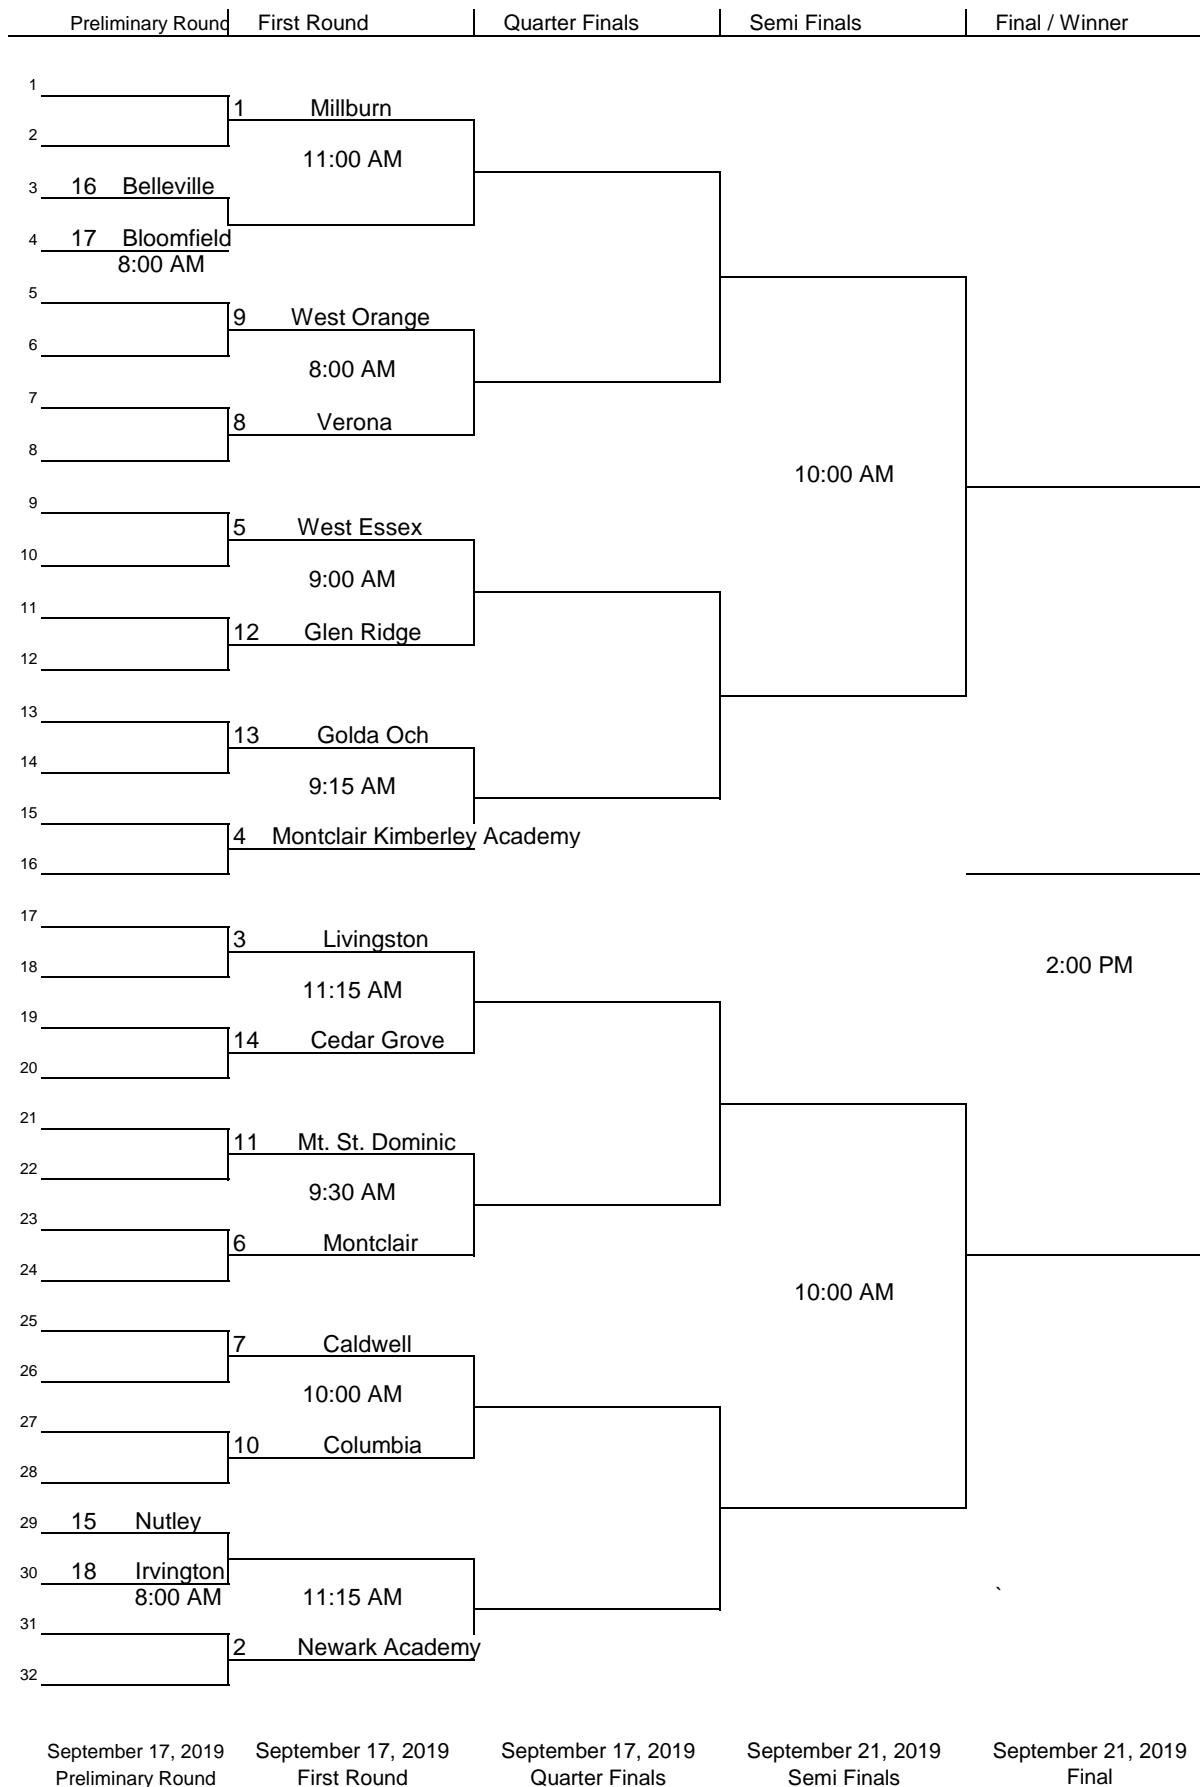 Preliminary Round First Round Quarter Finals Semi Finals Final / Winner
1
1 Millburn
2
11:00 AM
3 16 Belleville
4 17 Bloomfield
8:00 AM
5
9 West Orange
6
8:00 AM
7
8 Verona
8
10:00 AM
9
5 West Essex
10
9:00 AM
11
12 Glen Ridge
12
13
13 Golda Och
14
9:15 AM
15
4 Montclair Kimberley Academy
16
17
3 Livingston
18
2:00 PM
11:15 AM
19
14 Cedar Grove
20
21
11 Mt. St. Dominic
22
9:30 AM
23
6 Montclair
24
10:00 AM
25
7 Caldwell
26
10:00 AM
27
10 Columbia
28
29 15 Nutley
30 18 Irvington
8:00 AM 11:15 AM `
31
2 Newark Academy
32
September 17, 2019 September 17, 2019 September 17, 2019 September 21, 2019 September 21, 2019
Preliminary Round First Round Quarter Finals Semi Finals Final